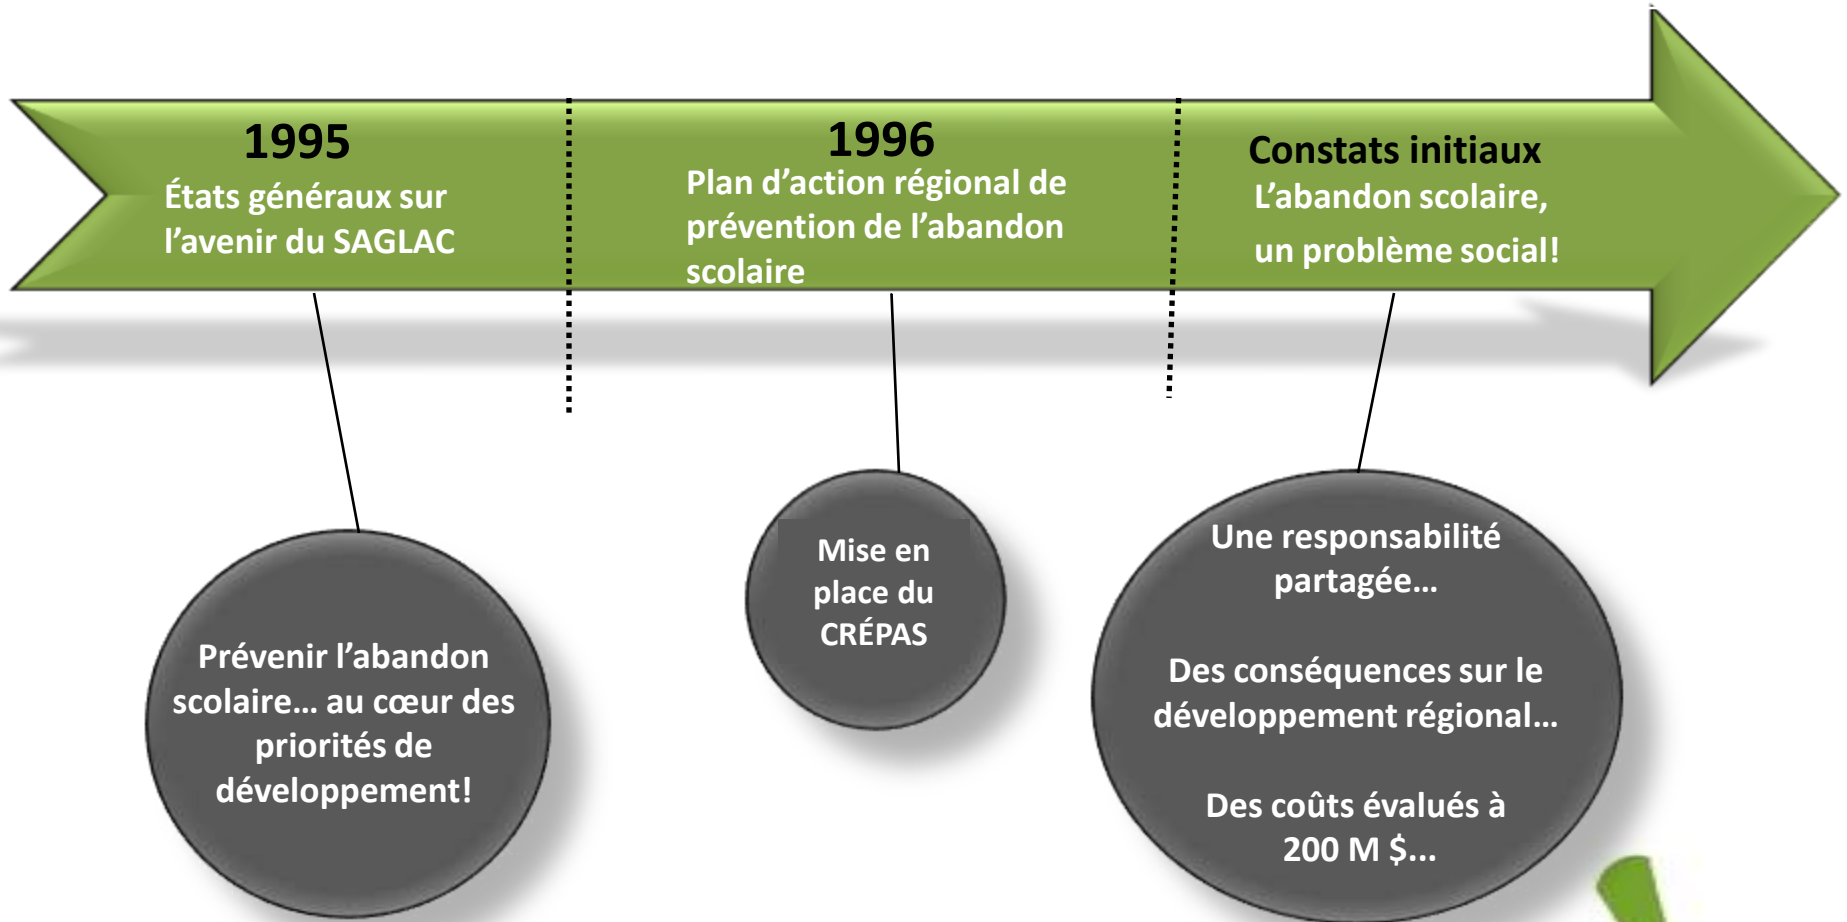 1995
États généraux sur
l’avenir du SAGLAC
1996
Plan d’action régional de
prévention de l’abandon
scolaire
Constats initiaux
L’abandon scolaire,
un problème social!
Prévenir l’abandon
scolaire… au cœur des
priorités de
développement!
Mise en
place du
CRÉPAS
Une responsabilité
partagée…
Des conséquences sur le
développement régional…
Des coûts évalués à
200 M $...